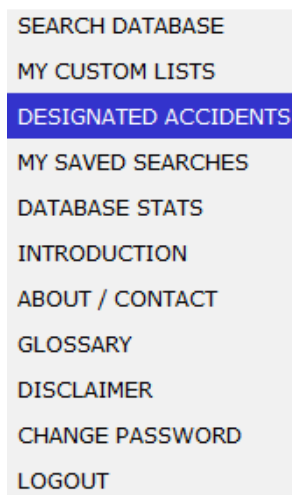 SEARCH DATABASE
MY CUSTOM LISTS
DESIGNATED ACCIDENTS
MY SAVED SEARCHES
DATABASE STATS
INTRODUCTION
ABOUT / CONTACT
GLOSSARY
DISCLAIMER
CHANGE PASSWORD
LOGOUT